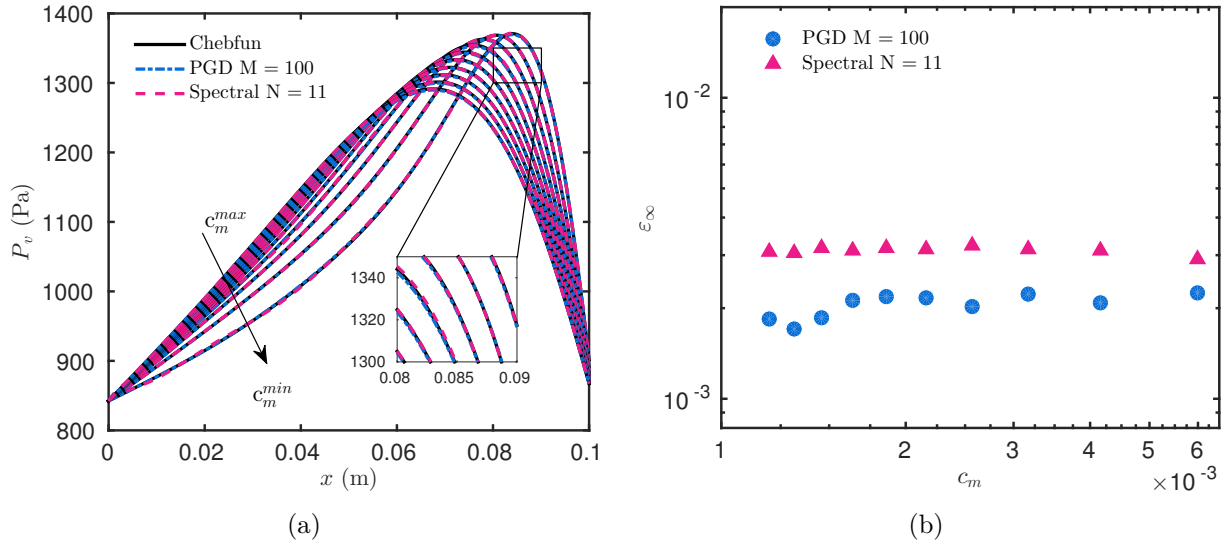 1400
1300
1200
1100
1000
900
800
P_v (Pa)
Chebfun
PGD M = 100
Spectral N = 11
c_m^{max}
c_m^{min}
1340
1320
1300
0.08 0.085 0.09
0 0.02 0.04 0.06 0.08 0.1
x (m)
(a)
10^{-2}
10^{-3}
ε_∞
PGD M = 100
Spectral N = 11
1 2 3 4 5 6
c_m
×10^{-3}
(b)